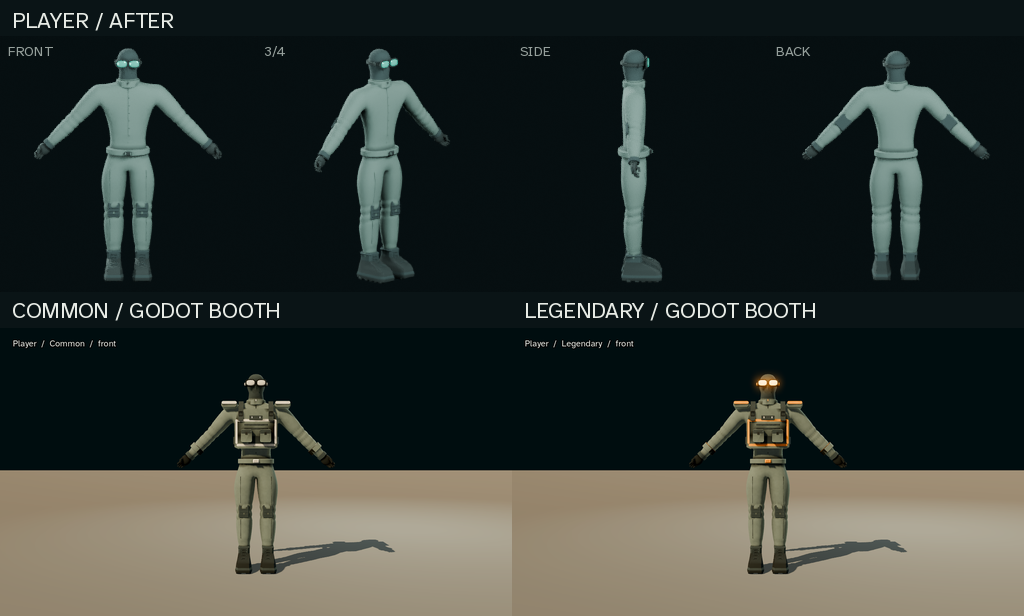 PLAYER / AFTER
FRONT
3/4
SIDE
BACK
COMMON / GODOT BOOTH
LEGENDARY / GODOT BOOTH
Player / Common / front
Player / Legendary / front